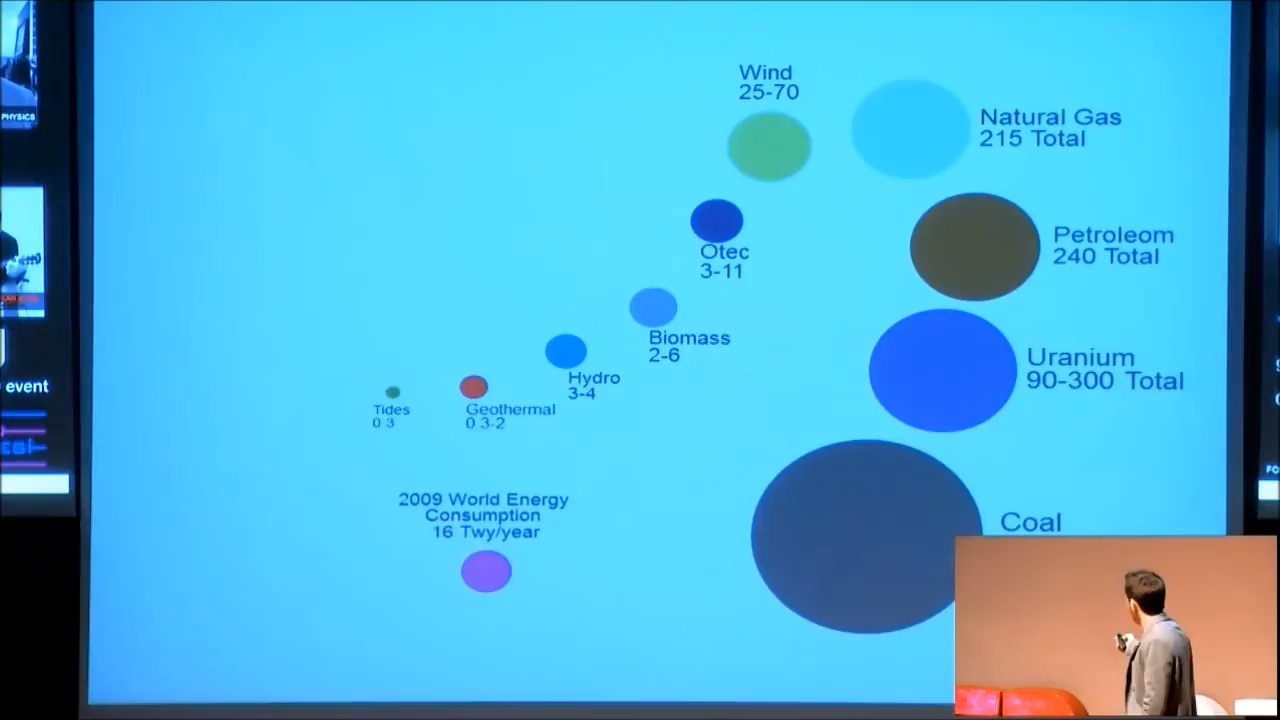 PHYSICS
event
Wind
25-70
Natural Gas
215 Total
Petroleom
240 Total
Otec
3-11
Biomass
2-6
Uranium
90-300 Total
Hydro
3-4
Tides
0 3
Geothermal
0 3-2
2009 World Energy
Consumption
16 Twy/year
Coal
FO